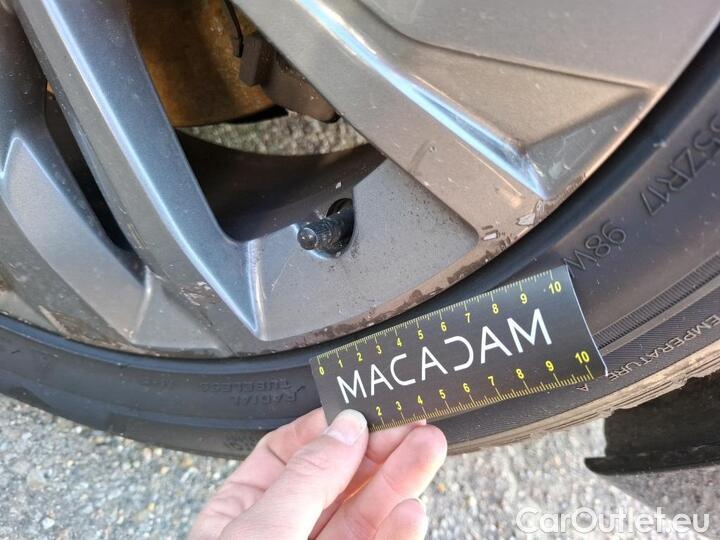 5ZR17 98W
0 1 2 3 4 5 6 7 8 9 10
MACADAM
2 3 4 5 6 7 8 9 10
TEMPERATURE A
RADIAL
TUBELESS
CarOutlet.eu